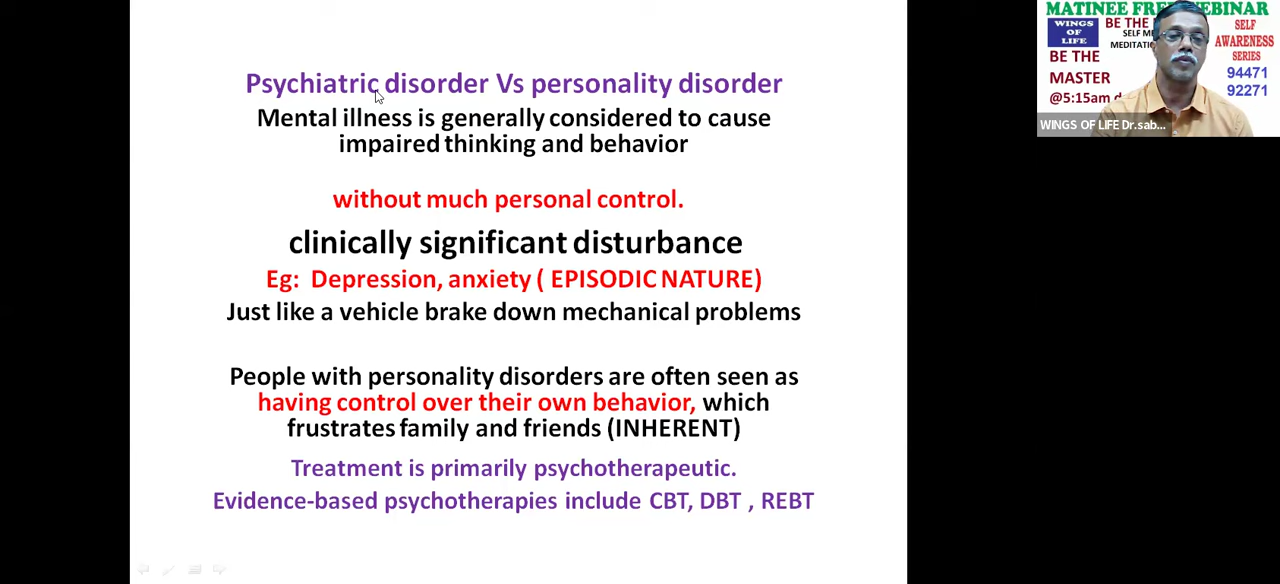 Psychiatric disorder Vs personality disorder
Mental illness is generally considered to cause
impaired thinking and behavior
without much personal control.
clinically significant disturbance
Eg: Depression, anxiety ( EPISODIC NATURE)
Just like a vehicle brake down mechanical problems
People with personality disorders are often seen as
having control over their own behavior, which
frustrates family and friends (INHERENT)
Treatment is primarily psychotherapeutic.
Evidence-based psychotherapies include CBT, DBT , REBT
MATINEE FREE WEBINAR
WINGS
OF
LIFE
BE THE
SELF
BE THE
MASTER
@5:15am
SELF
AWARENESS
SERIES
94471
92271
WINGS OF LIFE Dr.sab...